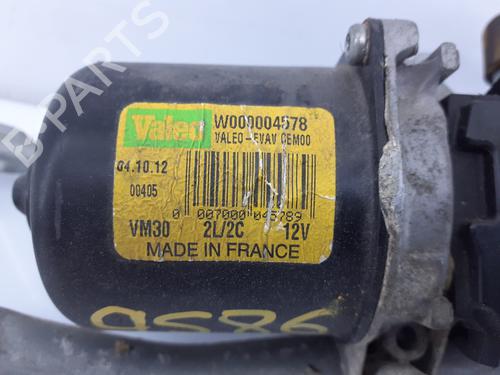 B-PARTS
Valeo W000004578
VALEO-EVAV CEM00
04.10.12
00405
0 007000 045789
VM30 2L/2C 12V
MADE IN FRANCE